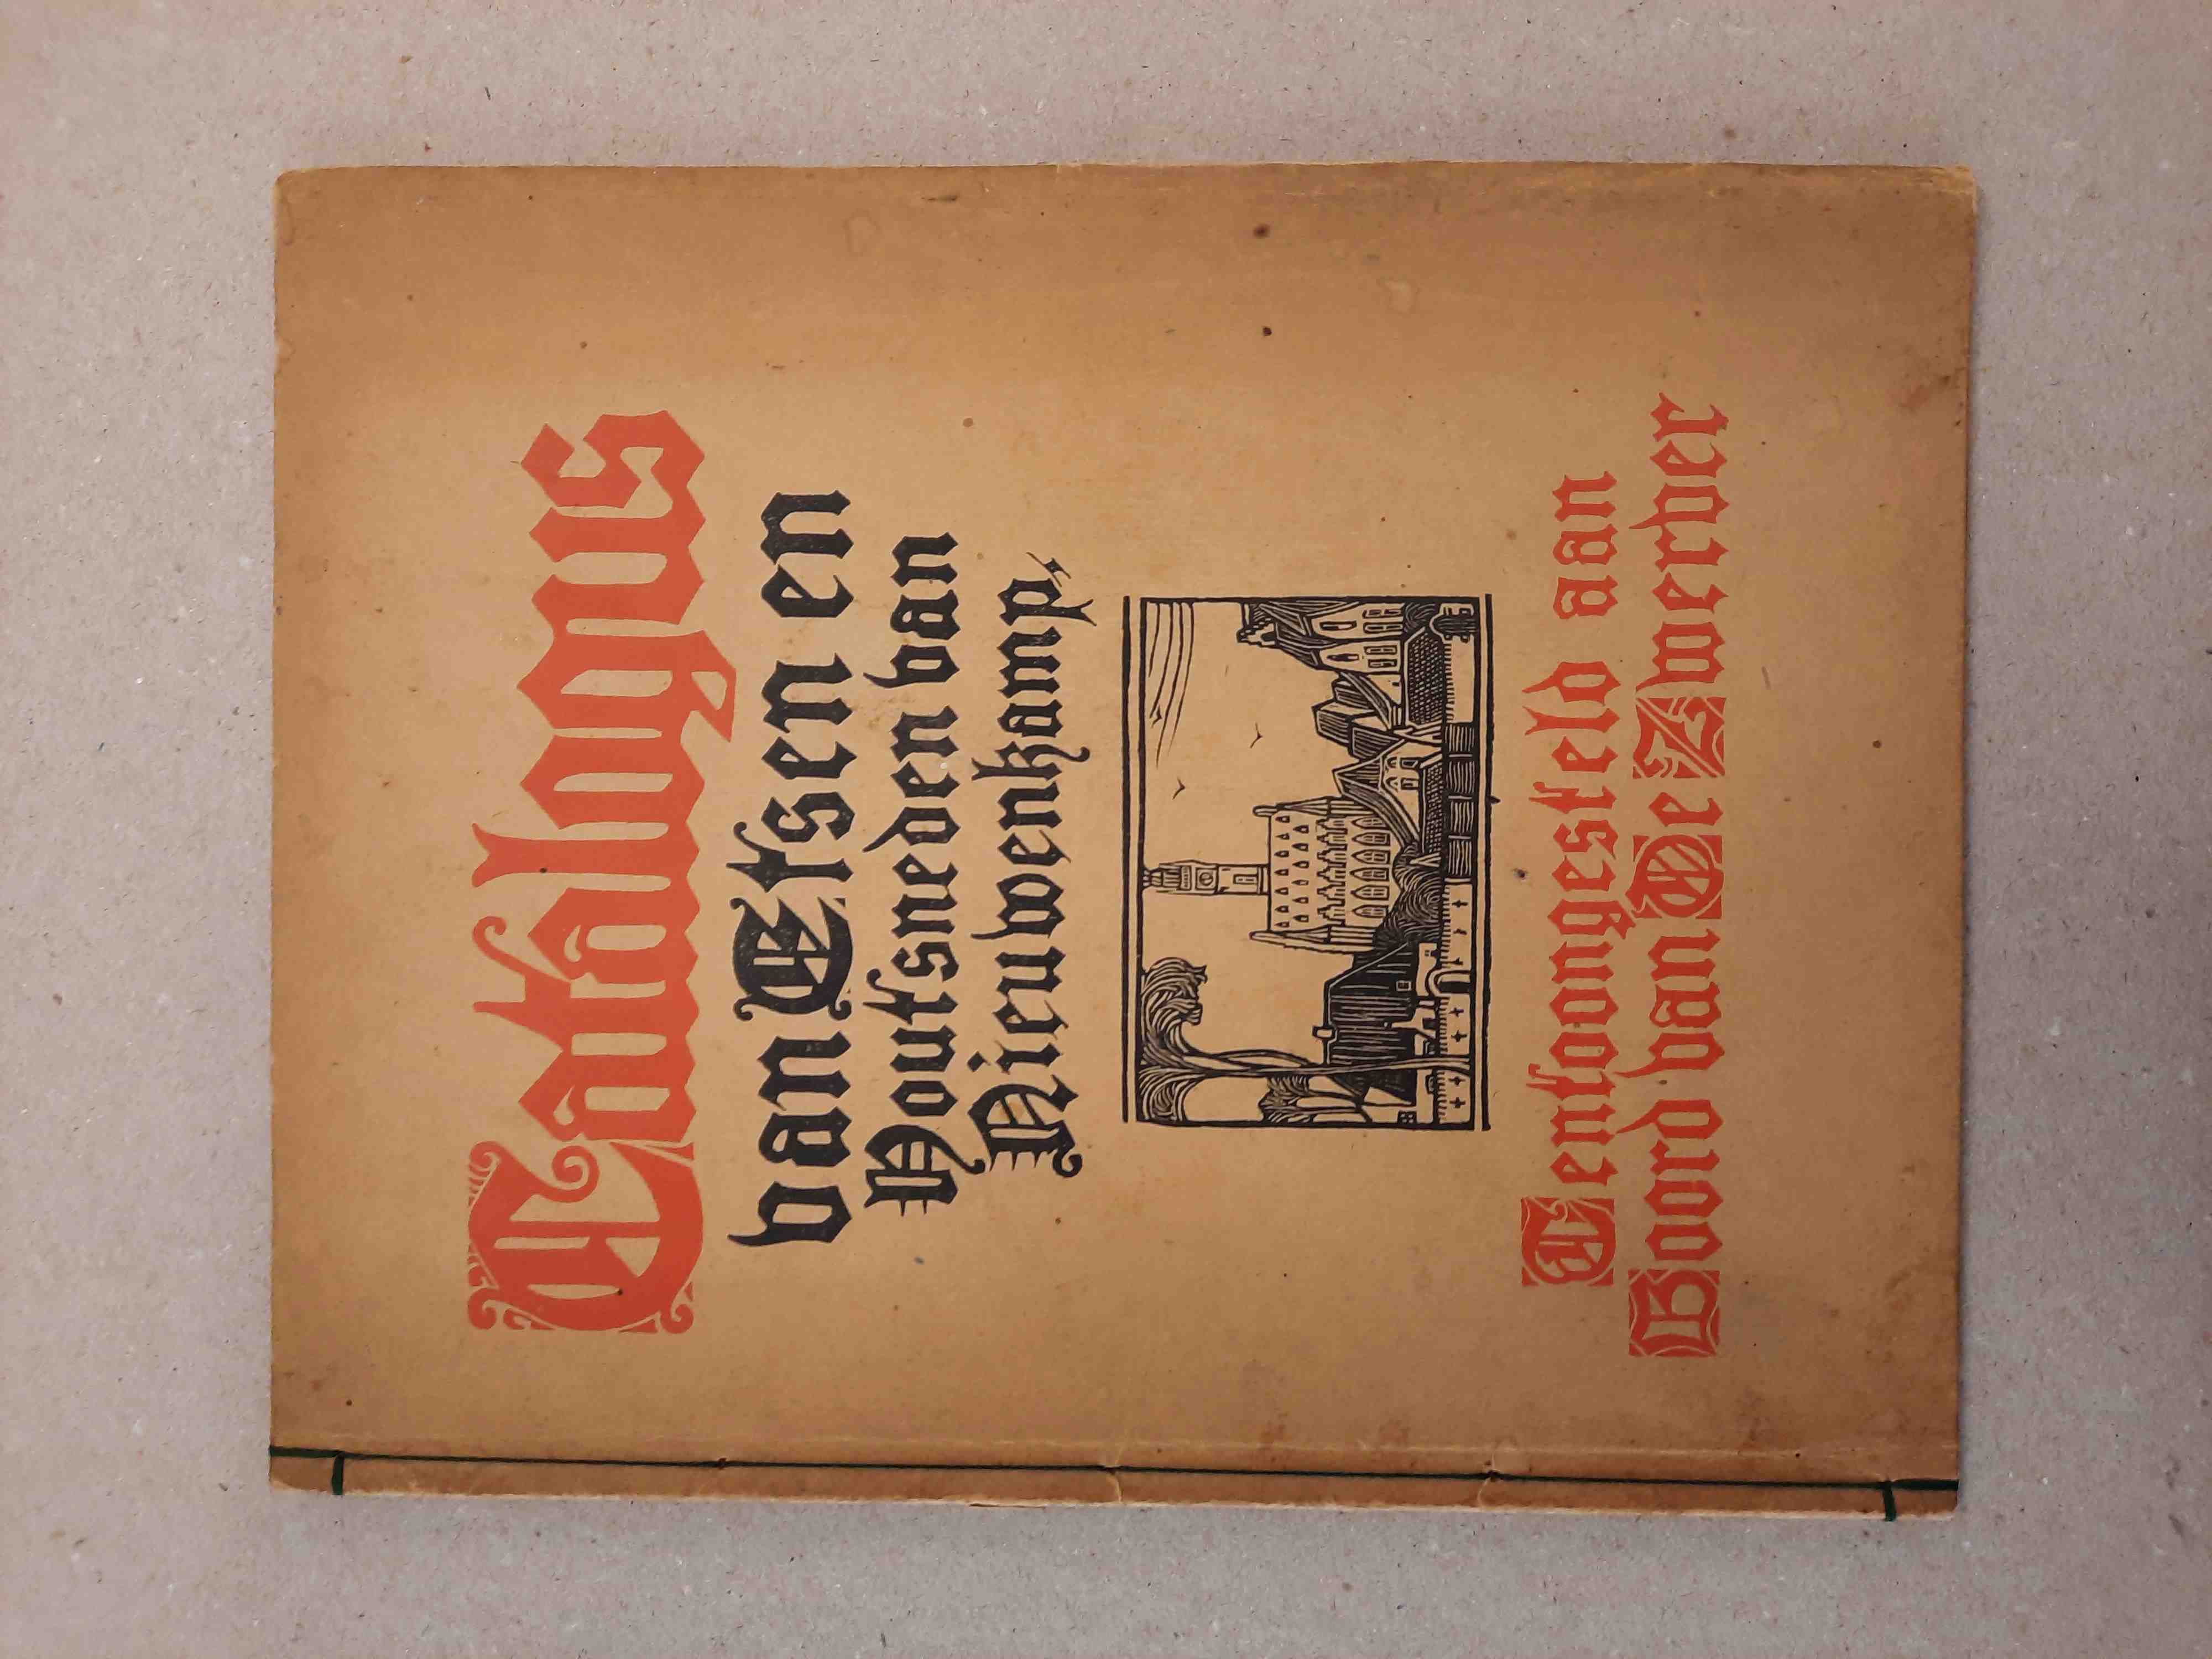 Catalogus
van Etsen en
Houtsneden van
Nieuwenkamp,
Tentoongesteld aan
Boord van De Zwerver